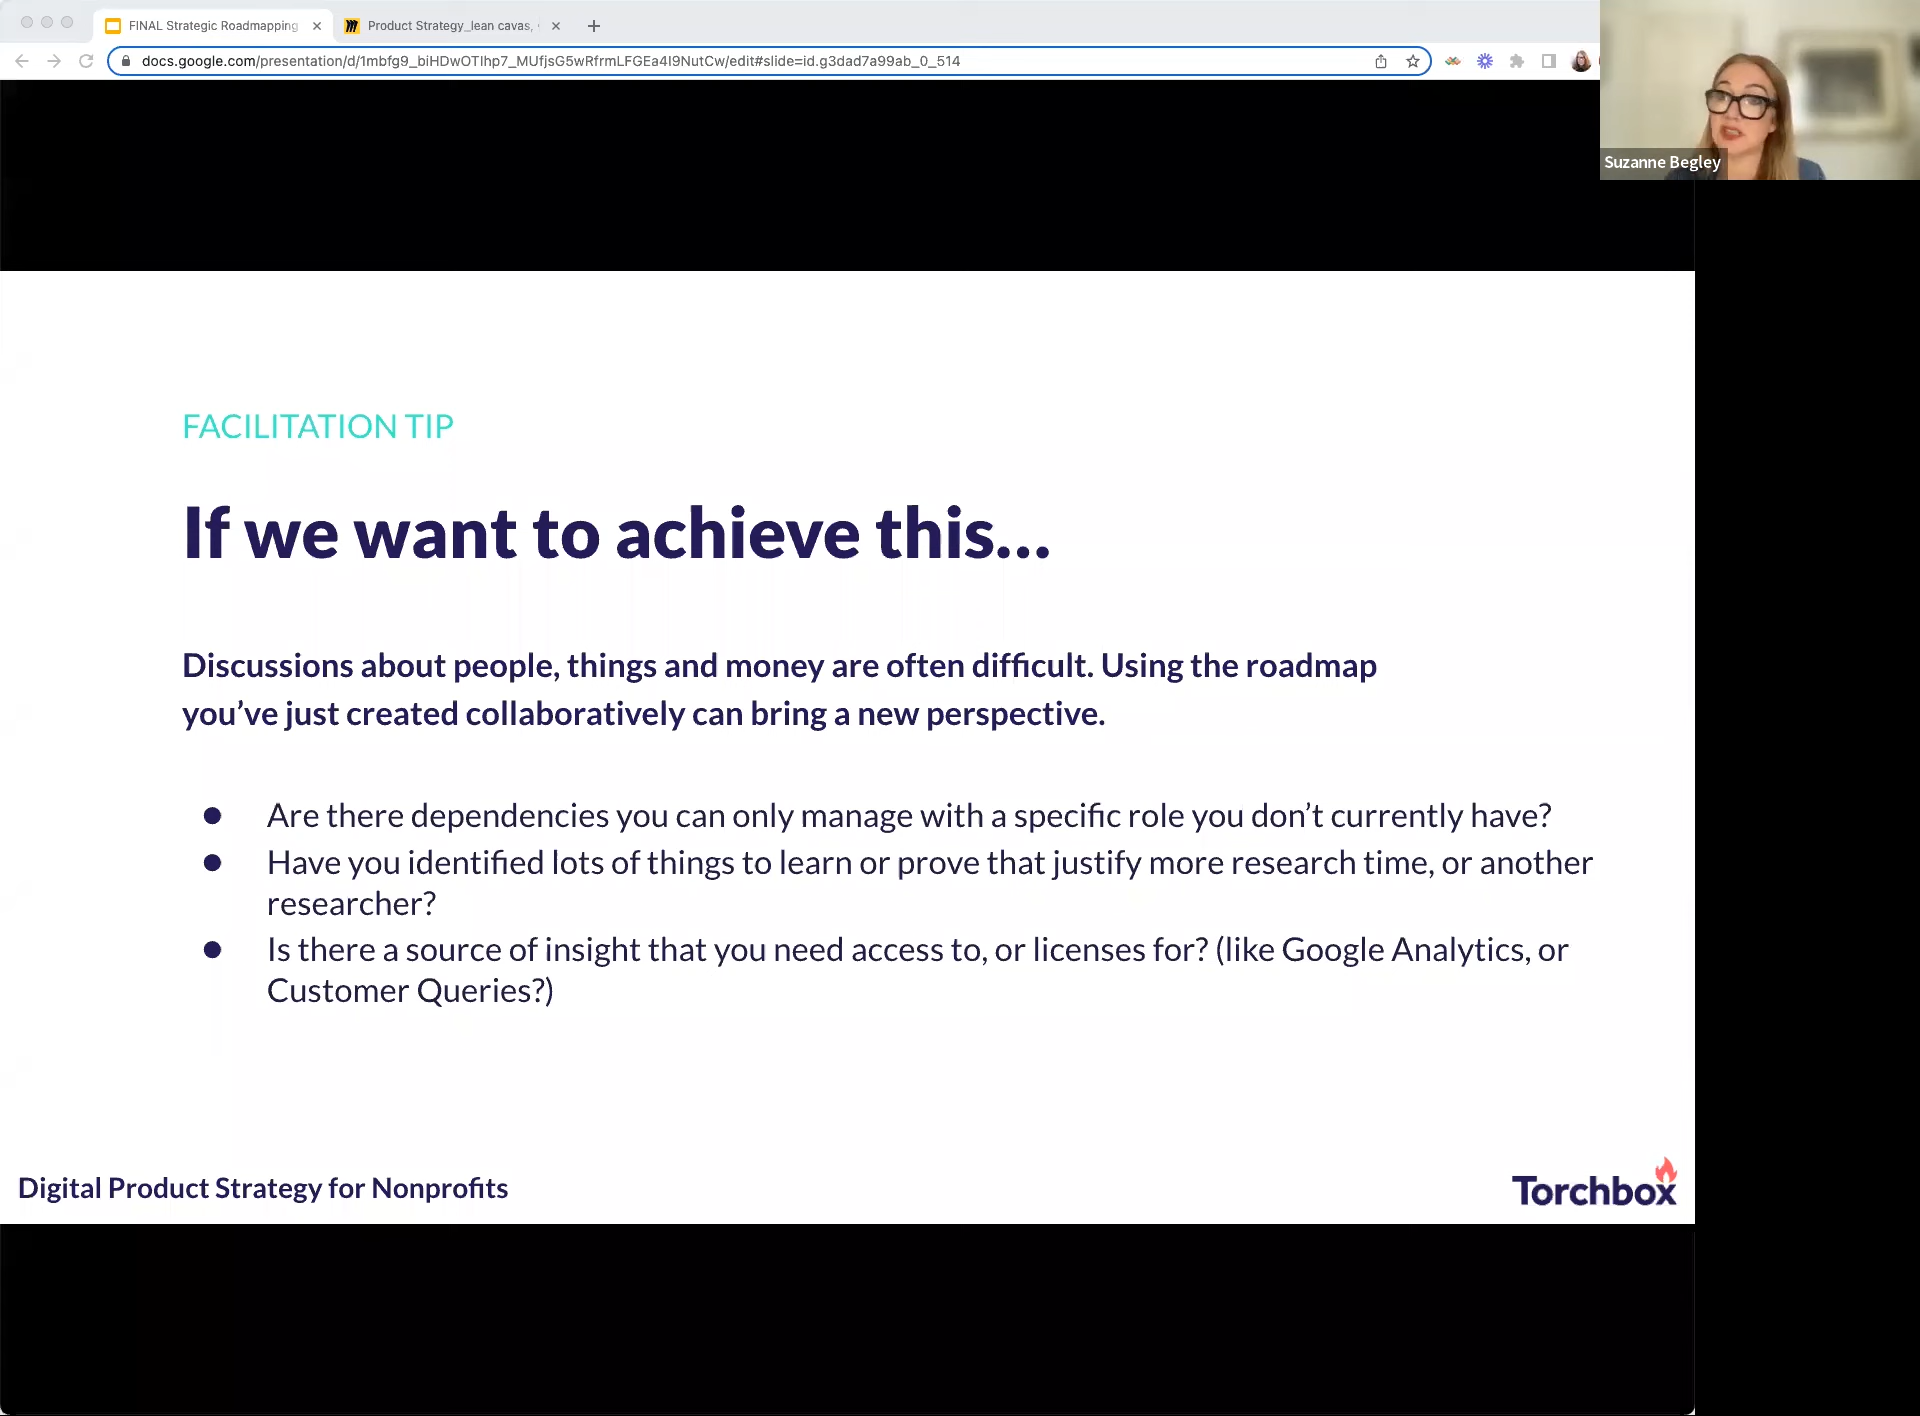 FINAL Strategic Roadmapping
Product Strategy_lean cavas,
docs.google.com/presentation/d/1mbfg9_biHDwOTIhp7_MUfjsG5wRfrmLFGEa4I9NutCw/edit#slide=id.g3dad7a99ab_0_514
Suzanne Begley
FACILITATION TIP
If we want to achieve this...
Discussions about people, things and money are often difficult. Using the roadmap
you’ve just created collaboratively can bring a new perspective.
● Are there dependencies you can only manage with a specific role you don’t currently have?
● Have you identified lots of things to learn or prove that justify more research time, or another
researcher?
● Is there a source of insight that you need access to, or licenses for? (like Google Analytics, or
Customer Queries?)
Digital Product Strategy for Nonprofits
Torchbox